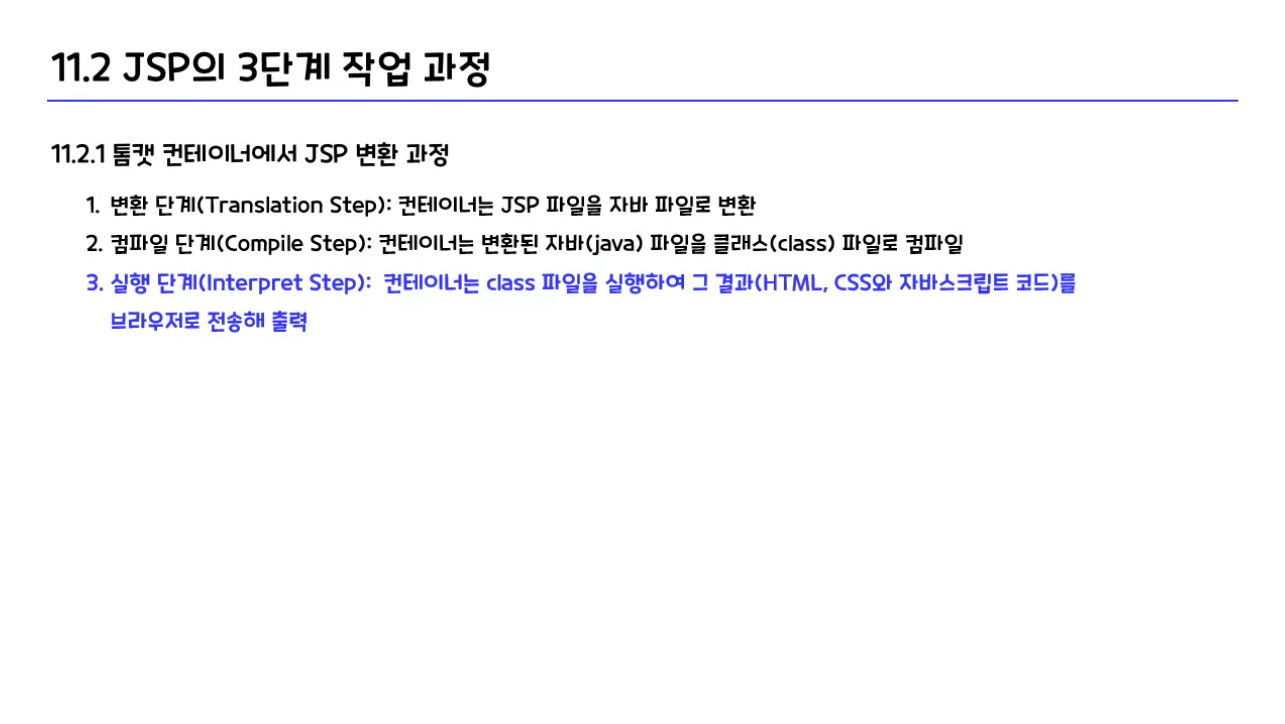 11.2 JSP의 3단계 작업 과정
11.2.1 톰캣 컨테이너에서 JSP 변환 과정
1. 변환 단계(Translation Step): 컨테이너는 JSP 파일을 자바 파일로 변환
2. 컴파일 단계(Compile Step): 컨테이너는 변환된 자바(java) 파일을 클래스(class) 파일로 컴파일
3. 실행 단계(Interpret Step): 컨테이너는 class 파일을 실행하여 그 결과(HTML, CSS와 자바스크립트 코드)를
브라우저로 전송해 출력